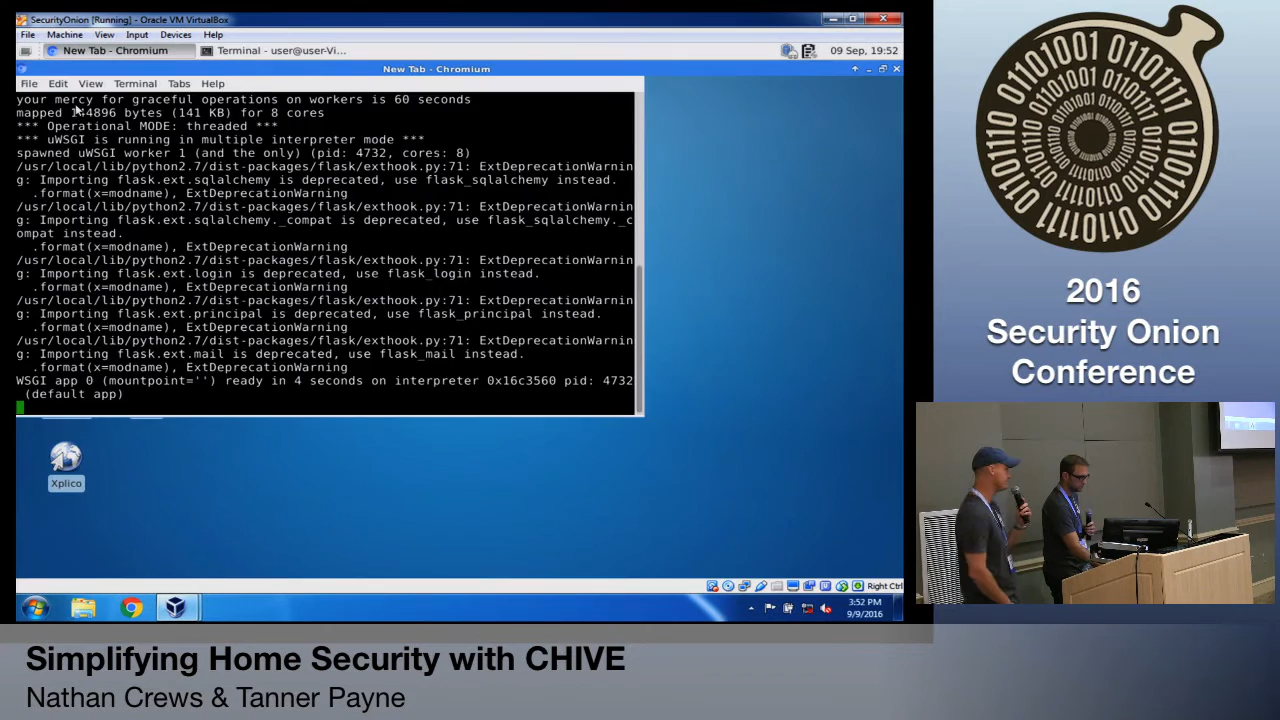 SecurityOnion [Running] - Oracle VM VirtualBox
File Machine View Input Devices Help
New Tab - Chromium Terminal - user@user-Vi... 09 Sep, 19:52
New Tab - Chromium
File Edit View Terminal Tabs Help
your mercy for graceful operations on workers is 60 seconds
mapped 144896 bytes (141 KB) for 8 cores
*** Operational MODE: threaded ***
*** uWSGI is running in multiple interpreter mode ***
spawned uWSGI worker 1 (and the only) (pid: 4732, cores: 8)
/usr/local/lib/python2.7/dist-packages/flask/exthook.py:71: ExtDeprecationWarnin
g: Importing flask.ext.sqlalchemy is deprecated, use flask_sqlalchemy instead.
.format(x=modname), ExtDeprecationWarning
/usr/local/lib/python2.7/dist-packages/flask/exthook.py:71: ExtDeprecationWarnin
g: Importing flask.ext.sqlalchemy._compat is deprecated, use flask_sqlalchemy._c
ompat instead.
.format(x=modname), ExtDeprecationWarning
/usr/local/lib/python2.7/dist-packages/flask/exthook.py:71: ExtDeprecationWarnin
g: Importing flask.ext.login is deprecated, use flask_login instead.
.format(x=modname), ExtDeprecationWarning
/usr/local/lib/python2.7/dist-packages/flask/exthook.py:71: ExtDeprecationWarnin
g: Importing flask.ext.principal is deprecated, use flask_principal instead.
.format(x=modname), ExtDeprecationWarning
/usr/local/lib/python2.7/dist-packages/flask/exthook.py:71: ExtDeprecationWarnin
g: Importing flask.ext.mail is deprecated, use flask_mail instead.
.format(x=modname), ExtDeprecationWarning
WSGI app 0 (mountpoint='') ready in 4 seconds on interpreter 0x16c3560 pid: 4732
(default app)
Xplico
Right Ctrl
3:52 PM
9/9/2016
1010011 0110111
01101111 01101110
01101111 01101110
2016
Security Onion
Conference
Simplifying Home Security with CHIVE
Nathan Crews & Tanner Payne